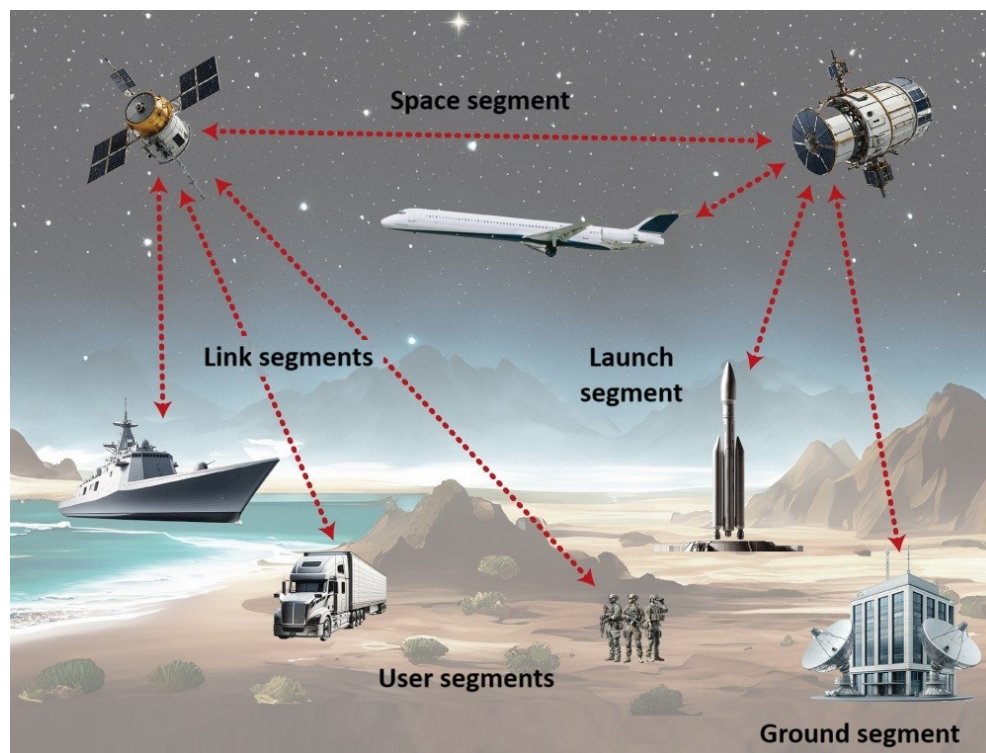 Space segment
Link segments
Launch
segment
User segments
Ground segment